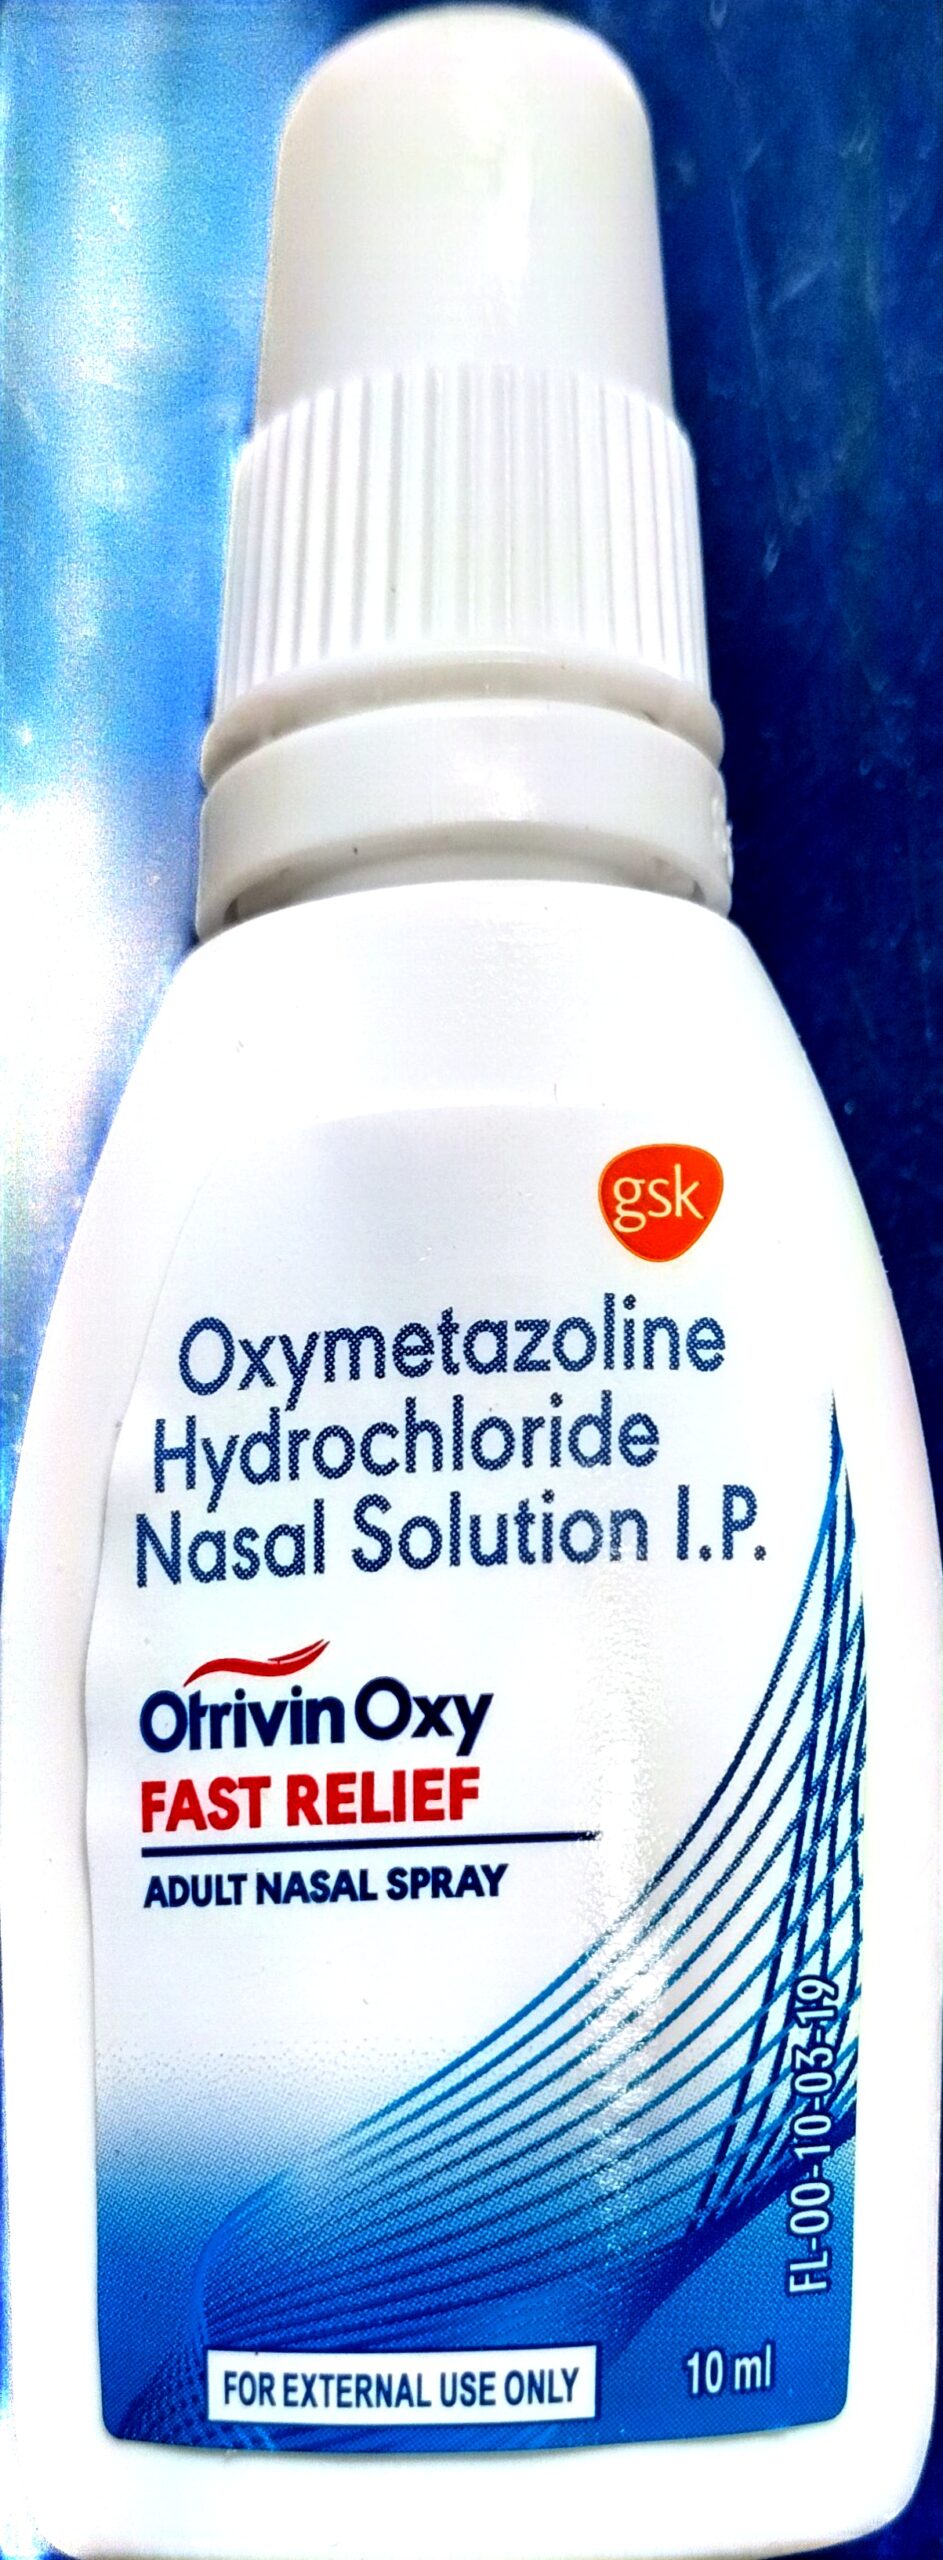 gsk
Oxymetazoline
Hydrochloride
Nasal Solution I.P.
Otrivin Oxy
FAST RELIEF
ADULT NASAL SPRAY
FL-00-10-03-19
FOR EXTERNAL USE ONLY
10 ml